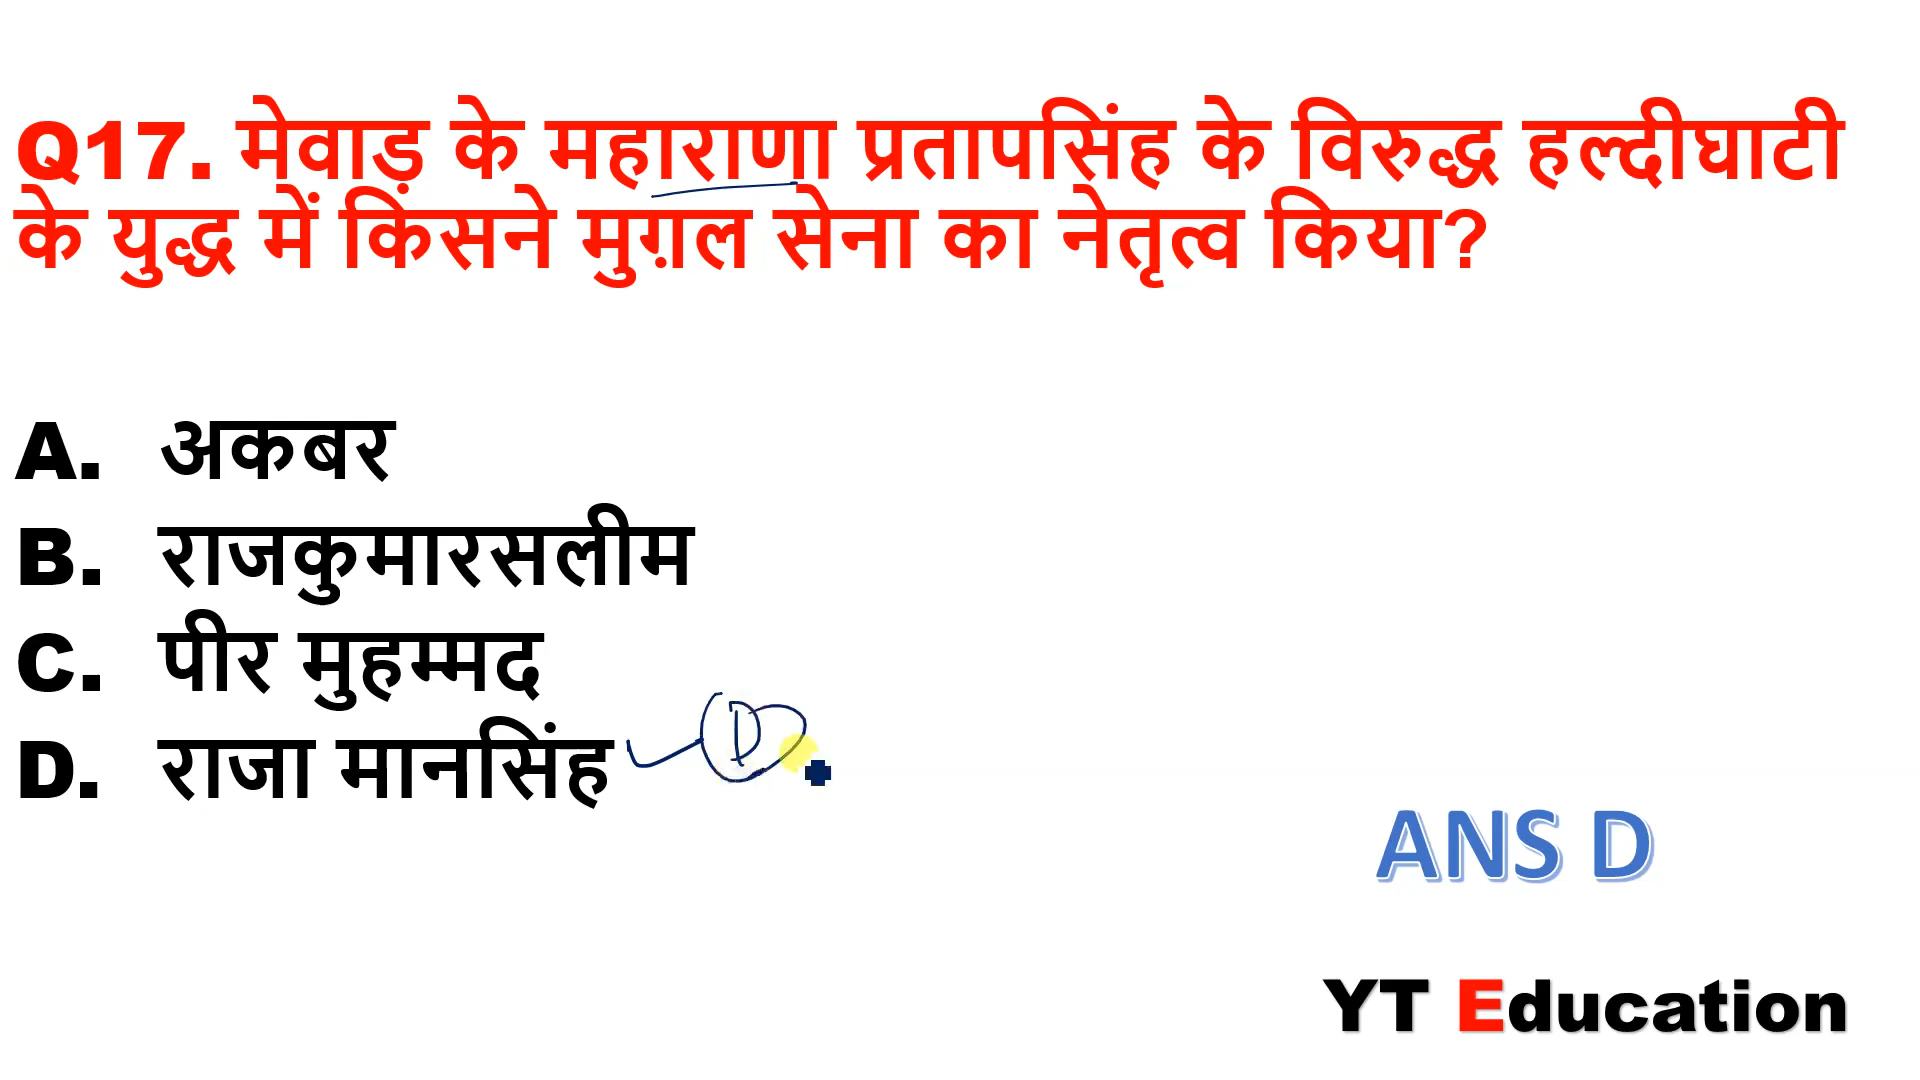 Q17. मेवाड़ के महाराणा प्रतापसिंह के विरुद्ध हल्दीघाटी
के युद्ध में किसने मुग़ल सेना का नेतृत्व किया?
A. अकबर
B. राजकुमारसलीम
C. पीर मुहम्मद
D. राजा मानसिंह D
ANS D
YT Education